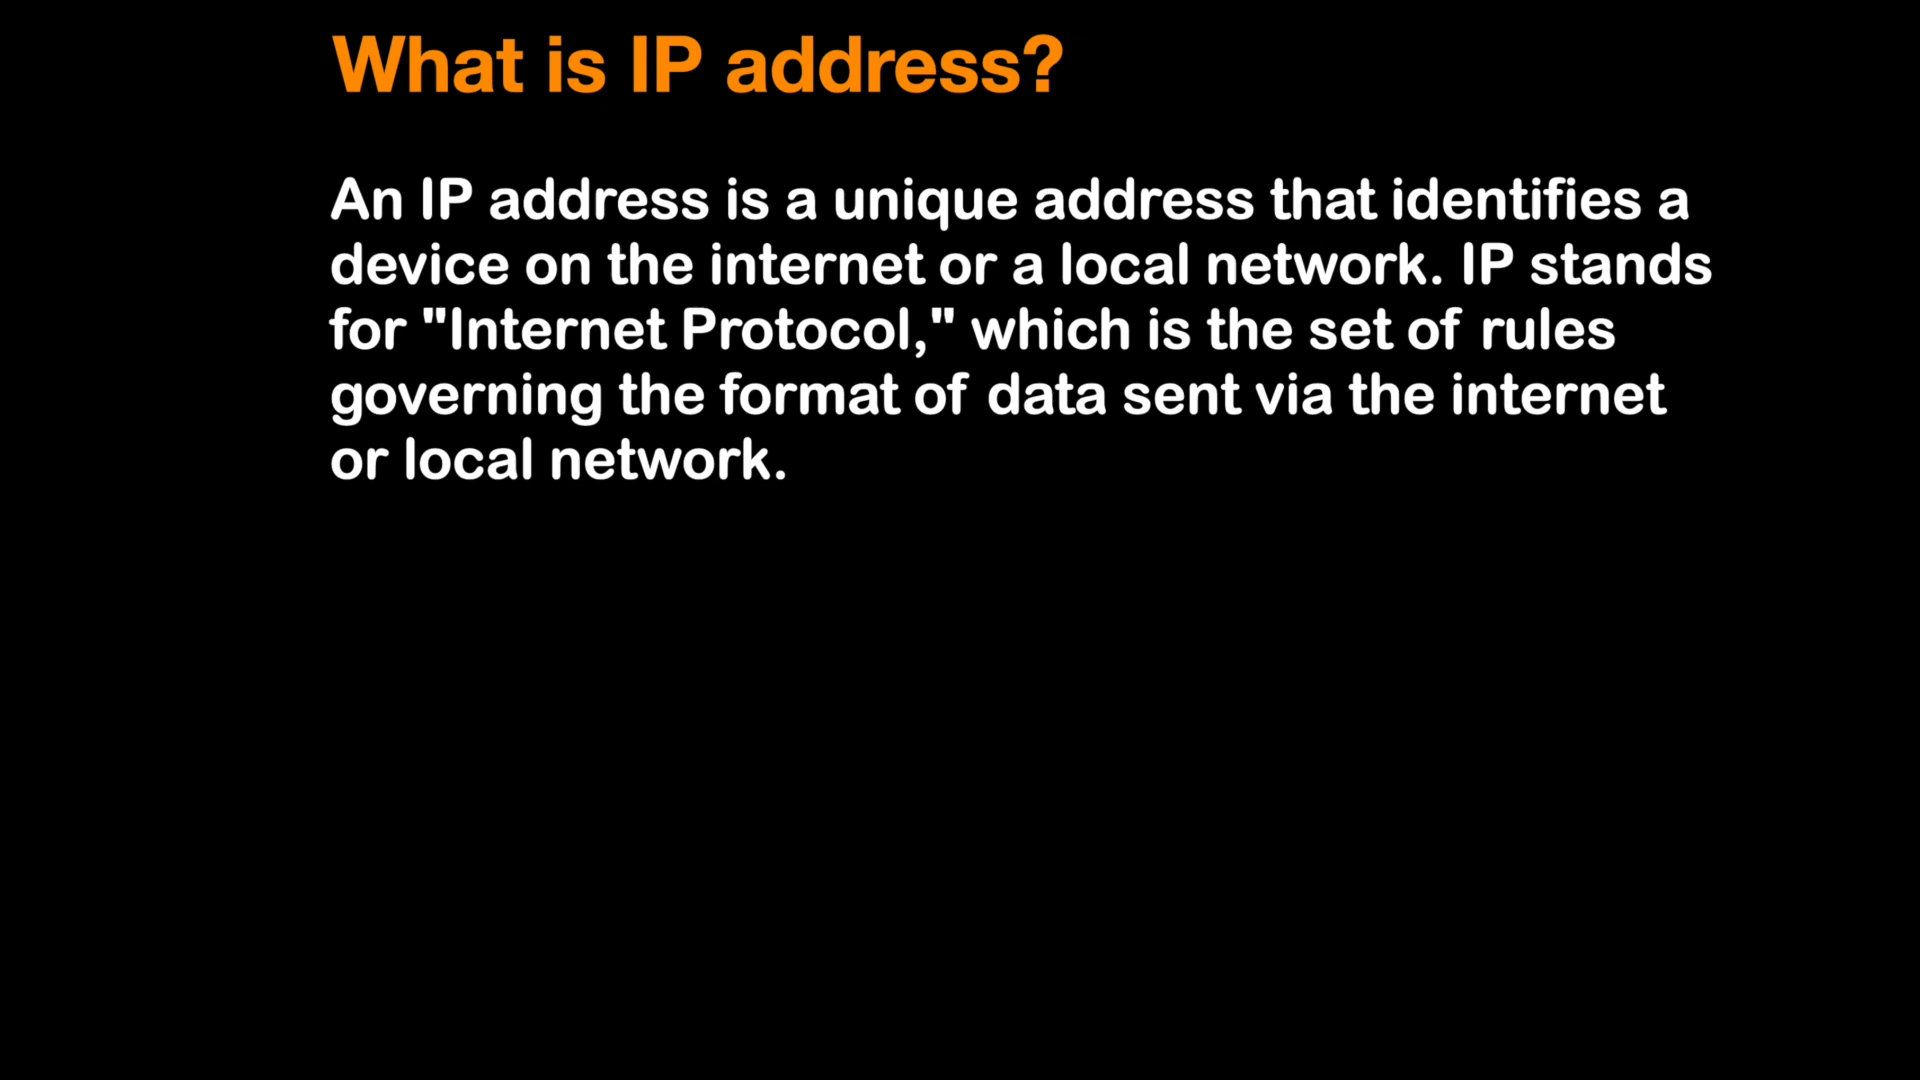 What is IP address?
An IP address is a unique address that identifies a
device on the internet or a local network. IP stands
for "Internet Protocol," which is the set of rules
governing the format of data sent via the internet
or local network.